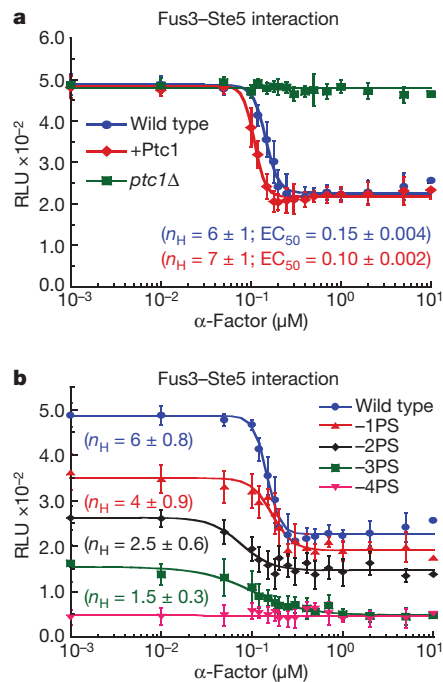 a
Fus3–Ste5 interaction
6.0
5.0
4.0
3.0
2.0
1.0
0.0
RLU ×10⁻²
Wild type
+Ptc1
ptc1Δ
(nH = 6 ± 1; EC50 = 0.15 ± 0.004)
(nH = 7 ± 1; EC50 = 0.10 ± 0.002)
10⁻³ 10⁻² 10⁻¹ 10⁰ 10¹
α-Factor (μM)
b
Fus3–Ste5 interaction
5.0
4.0
3.0
2.0
1.0
0.0
RLU ×10⁻²
Wild type
–1PS
–2PS
–3PS
–4PS
(nH = 6 ± 0.8)
(nH = 4 ± 0.9)
(nH = 2.5 ± 0.6)
(nH = 1.5 ± 0.3)
10⁻³ 10⁻² 10⁻¹ 10⁰ 10¹
α-Factor (μM)